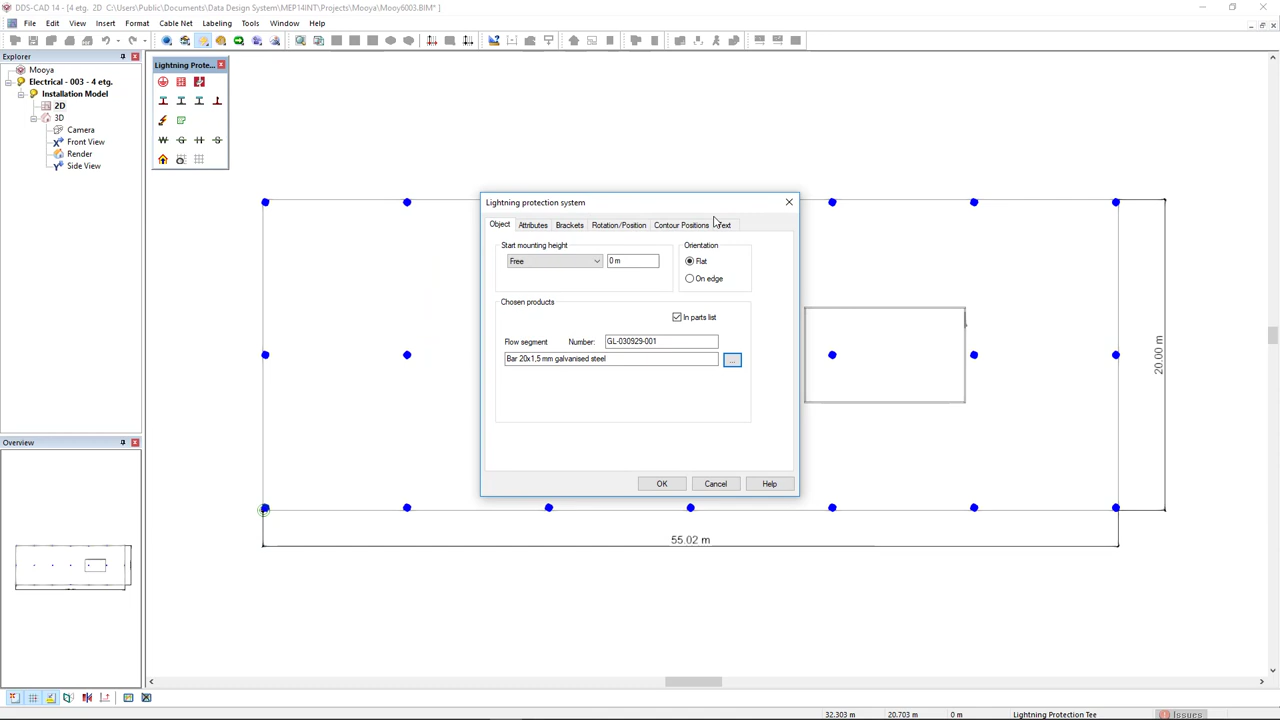 DDS-CAD 14 - [ 4 etg.  2D  C:\Users\Public\Documents\Data Design System\MEP14INT\Projects\Mooya\Mooy6003.BIM* ]
File Edit View Insert Format Cable Net Labeling Tools Window Help
Explorer
Mooya
Electrical - 003 - 4 etg.
Installation Model
2D
3D
Camera
Front View
Render
Side View
Lightning Prote...
Lightning protection system
Object Attributes Brackets Rotation/Position Contour Positions
Start mounting height
Free 0 m
Orientation
Flat
On edge
Chosen products
In parts list
Flow segment Number: GL-030929-001
Bar 20x1,5 mm galvanised steel
...
OK Cancel Help
20.00 m
55.02 m
Overview
32.303 m 20.703 m 0 m Lightning Protection Tee Issues